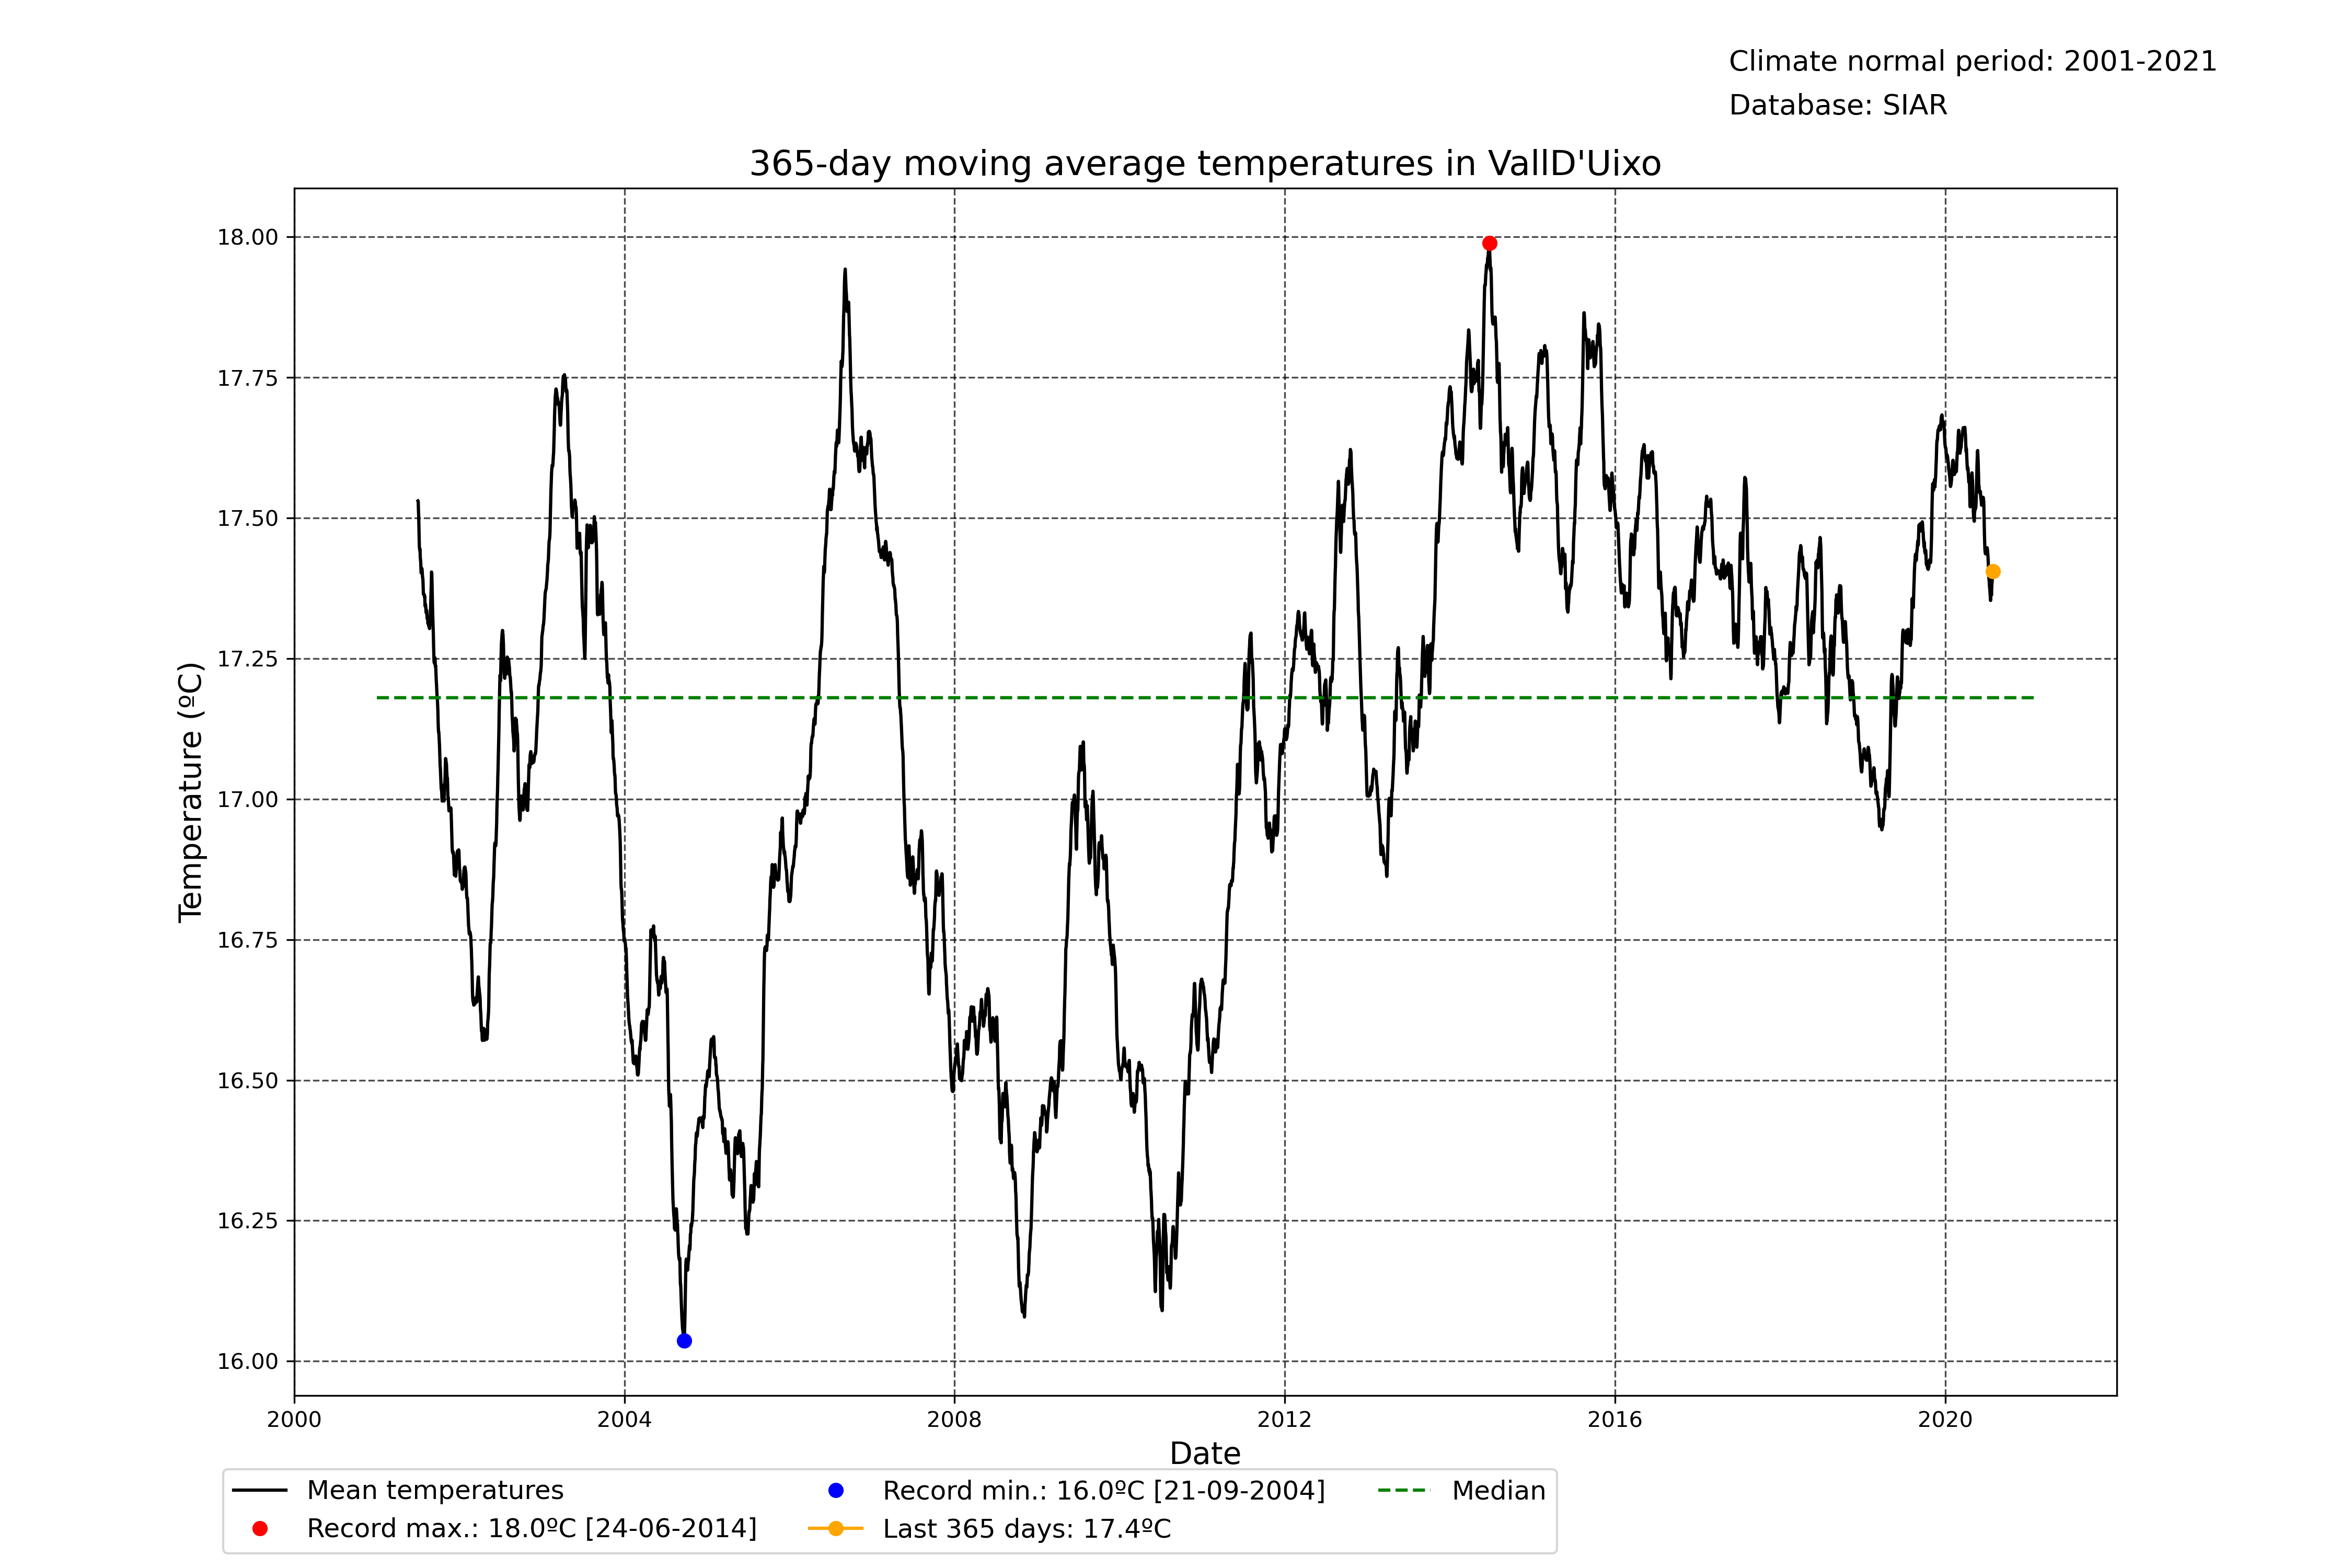 Climate normal period: 2001-2021
Database: SIAR
365-day moving average temperatures in VallD'Uixo
18.00
17.75
17.50
17.25
17.00
16.75
16.50
16.25
16.00
Temperature (ºC)
2000 2004 2008 2012 2016 2020
Date
Mean temperatures
Record max.: 18.0ºC [24-06-2014]
Record min.: 16.0ºC [21-09-2004]
Last 365 days: 17.4ºC
Median